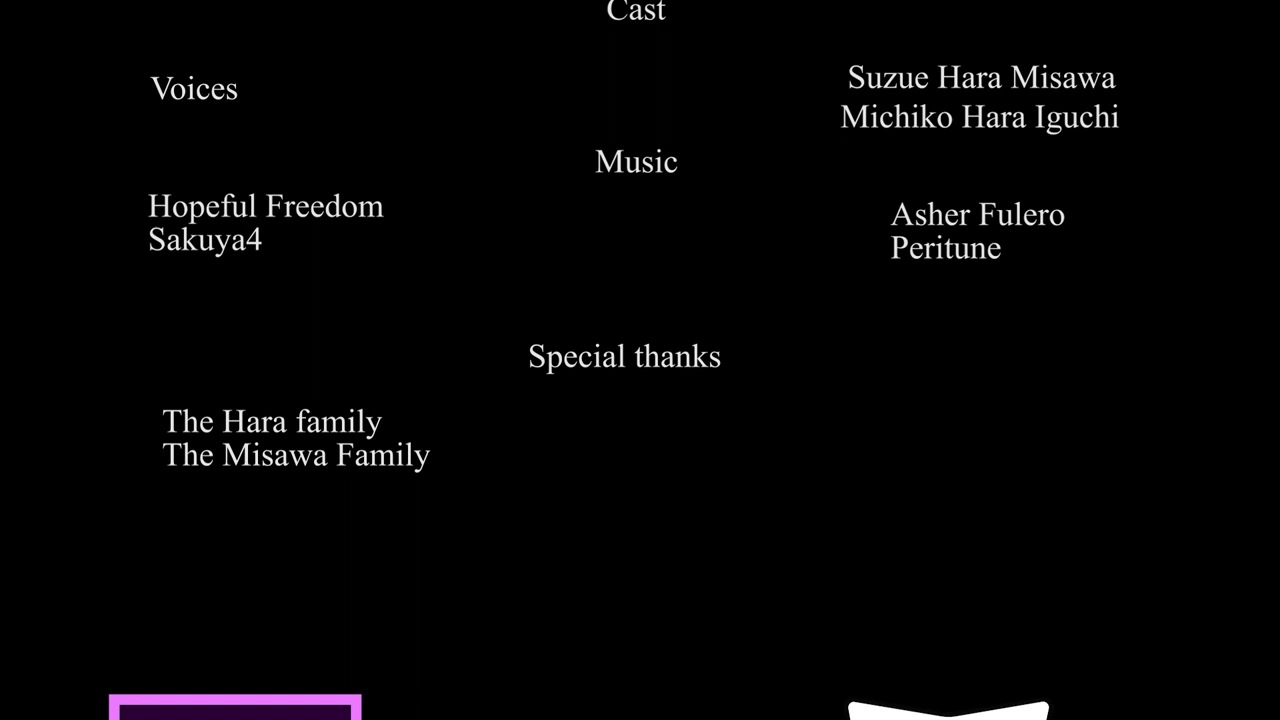 Cast
Voices
Suzue Hara Misawa
Michiko Hara Iguchi
Music
Hopeful Freedom
Asher Fulero
Sakuya4
Peritune
Special thanks
The Hara family
The Misawa Family